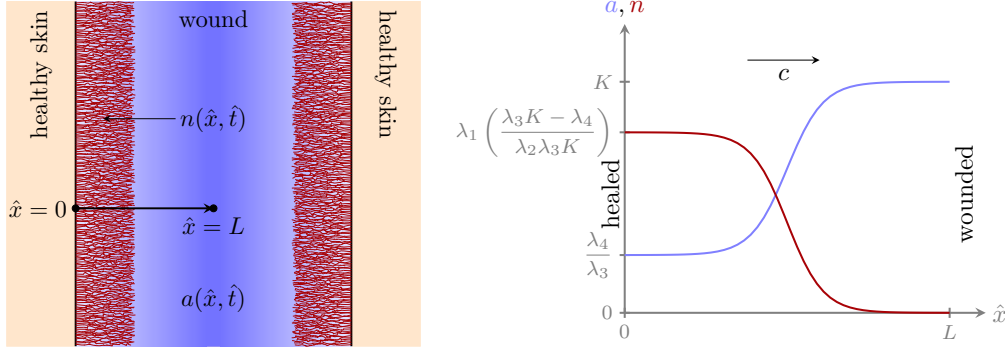 healthy skin
wound
healthy skin
n(x̂, t̂)
x̂ = 0
x̂ = L
a(x̂, t̂)
a, n
c
K
λ₁ ( (λ₃K − λ₄) / (λ₂λ₃K) )
healed
wounded
λ₄/λ₃
0
0
L
x̂